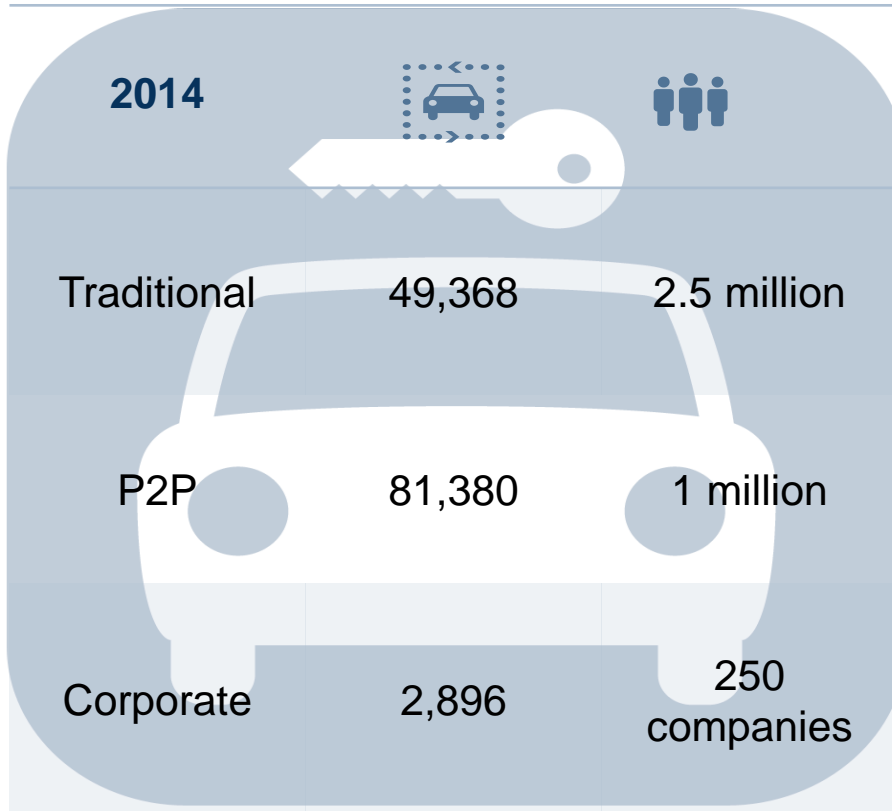 2014
Traditional 49,368 2.5 million
P2P 81,380 1 million
Corporate 2,896 250
companies